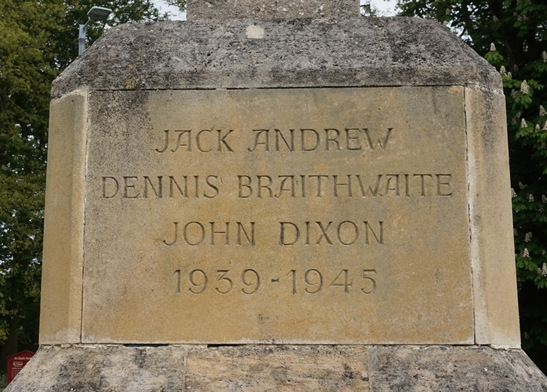 JACK ANDREW
DENNIS BRAITHWAITE
JOHN DIXON
1939-1945